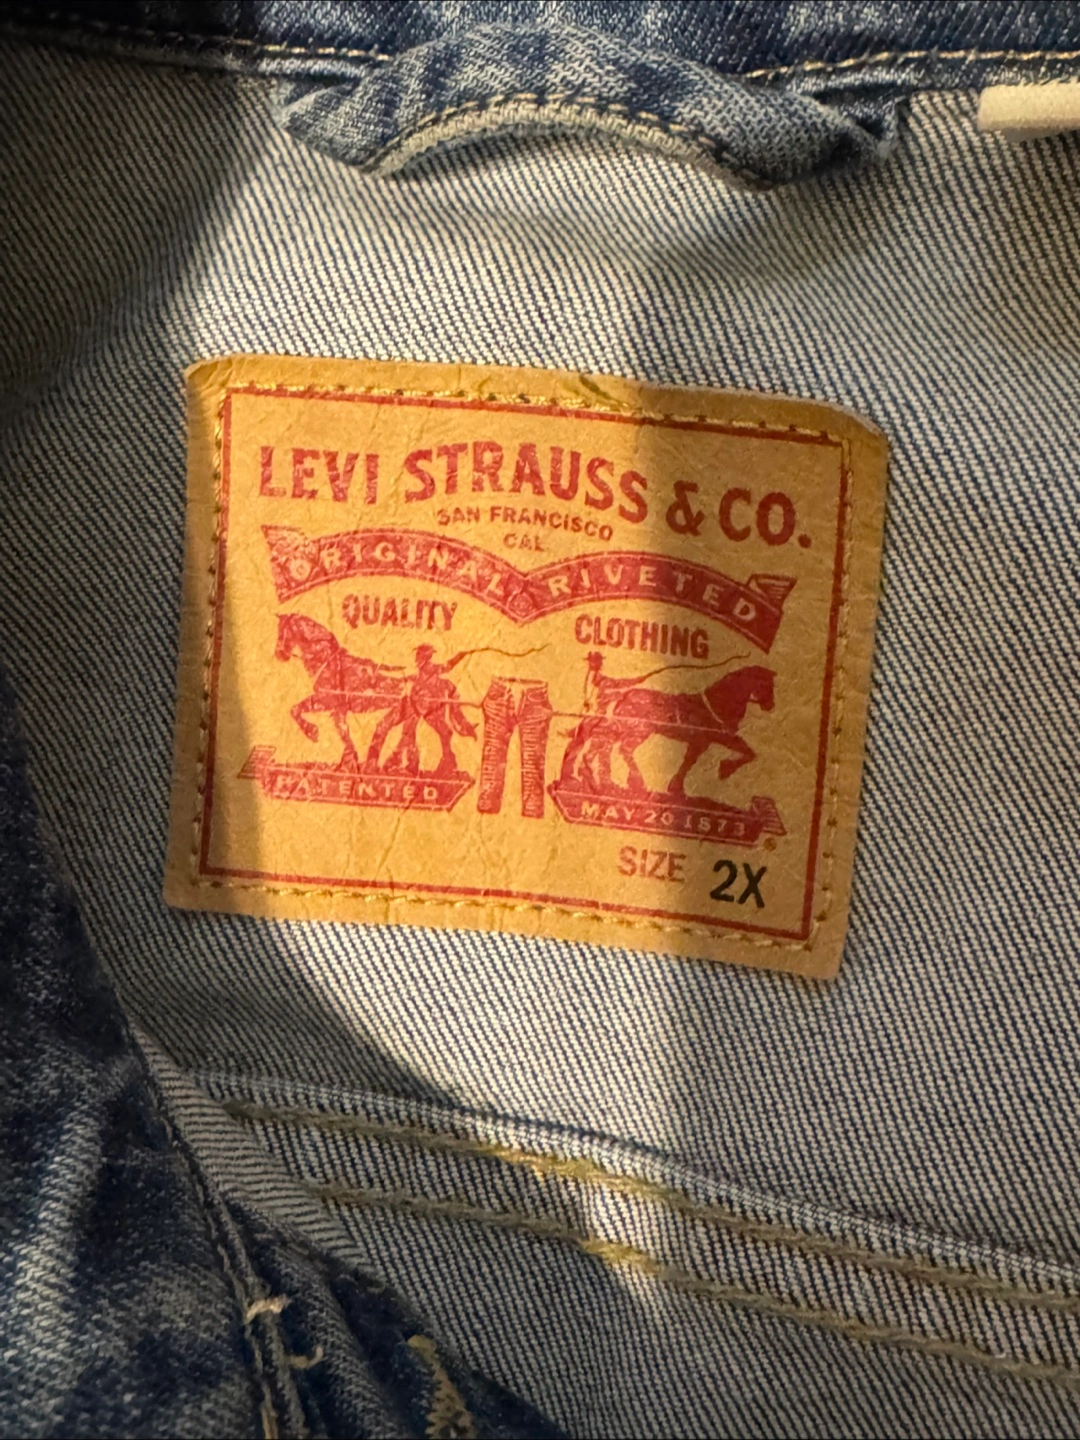 LEVI STRAUSS & CO.
SAN FRANCISCO
CAL.
ORIGINAL RIVETED
QUALITY CLOTHING
PATENTED MAY 20 1873
®
SIZE 2X